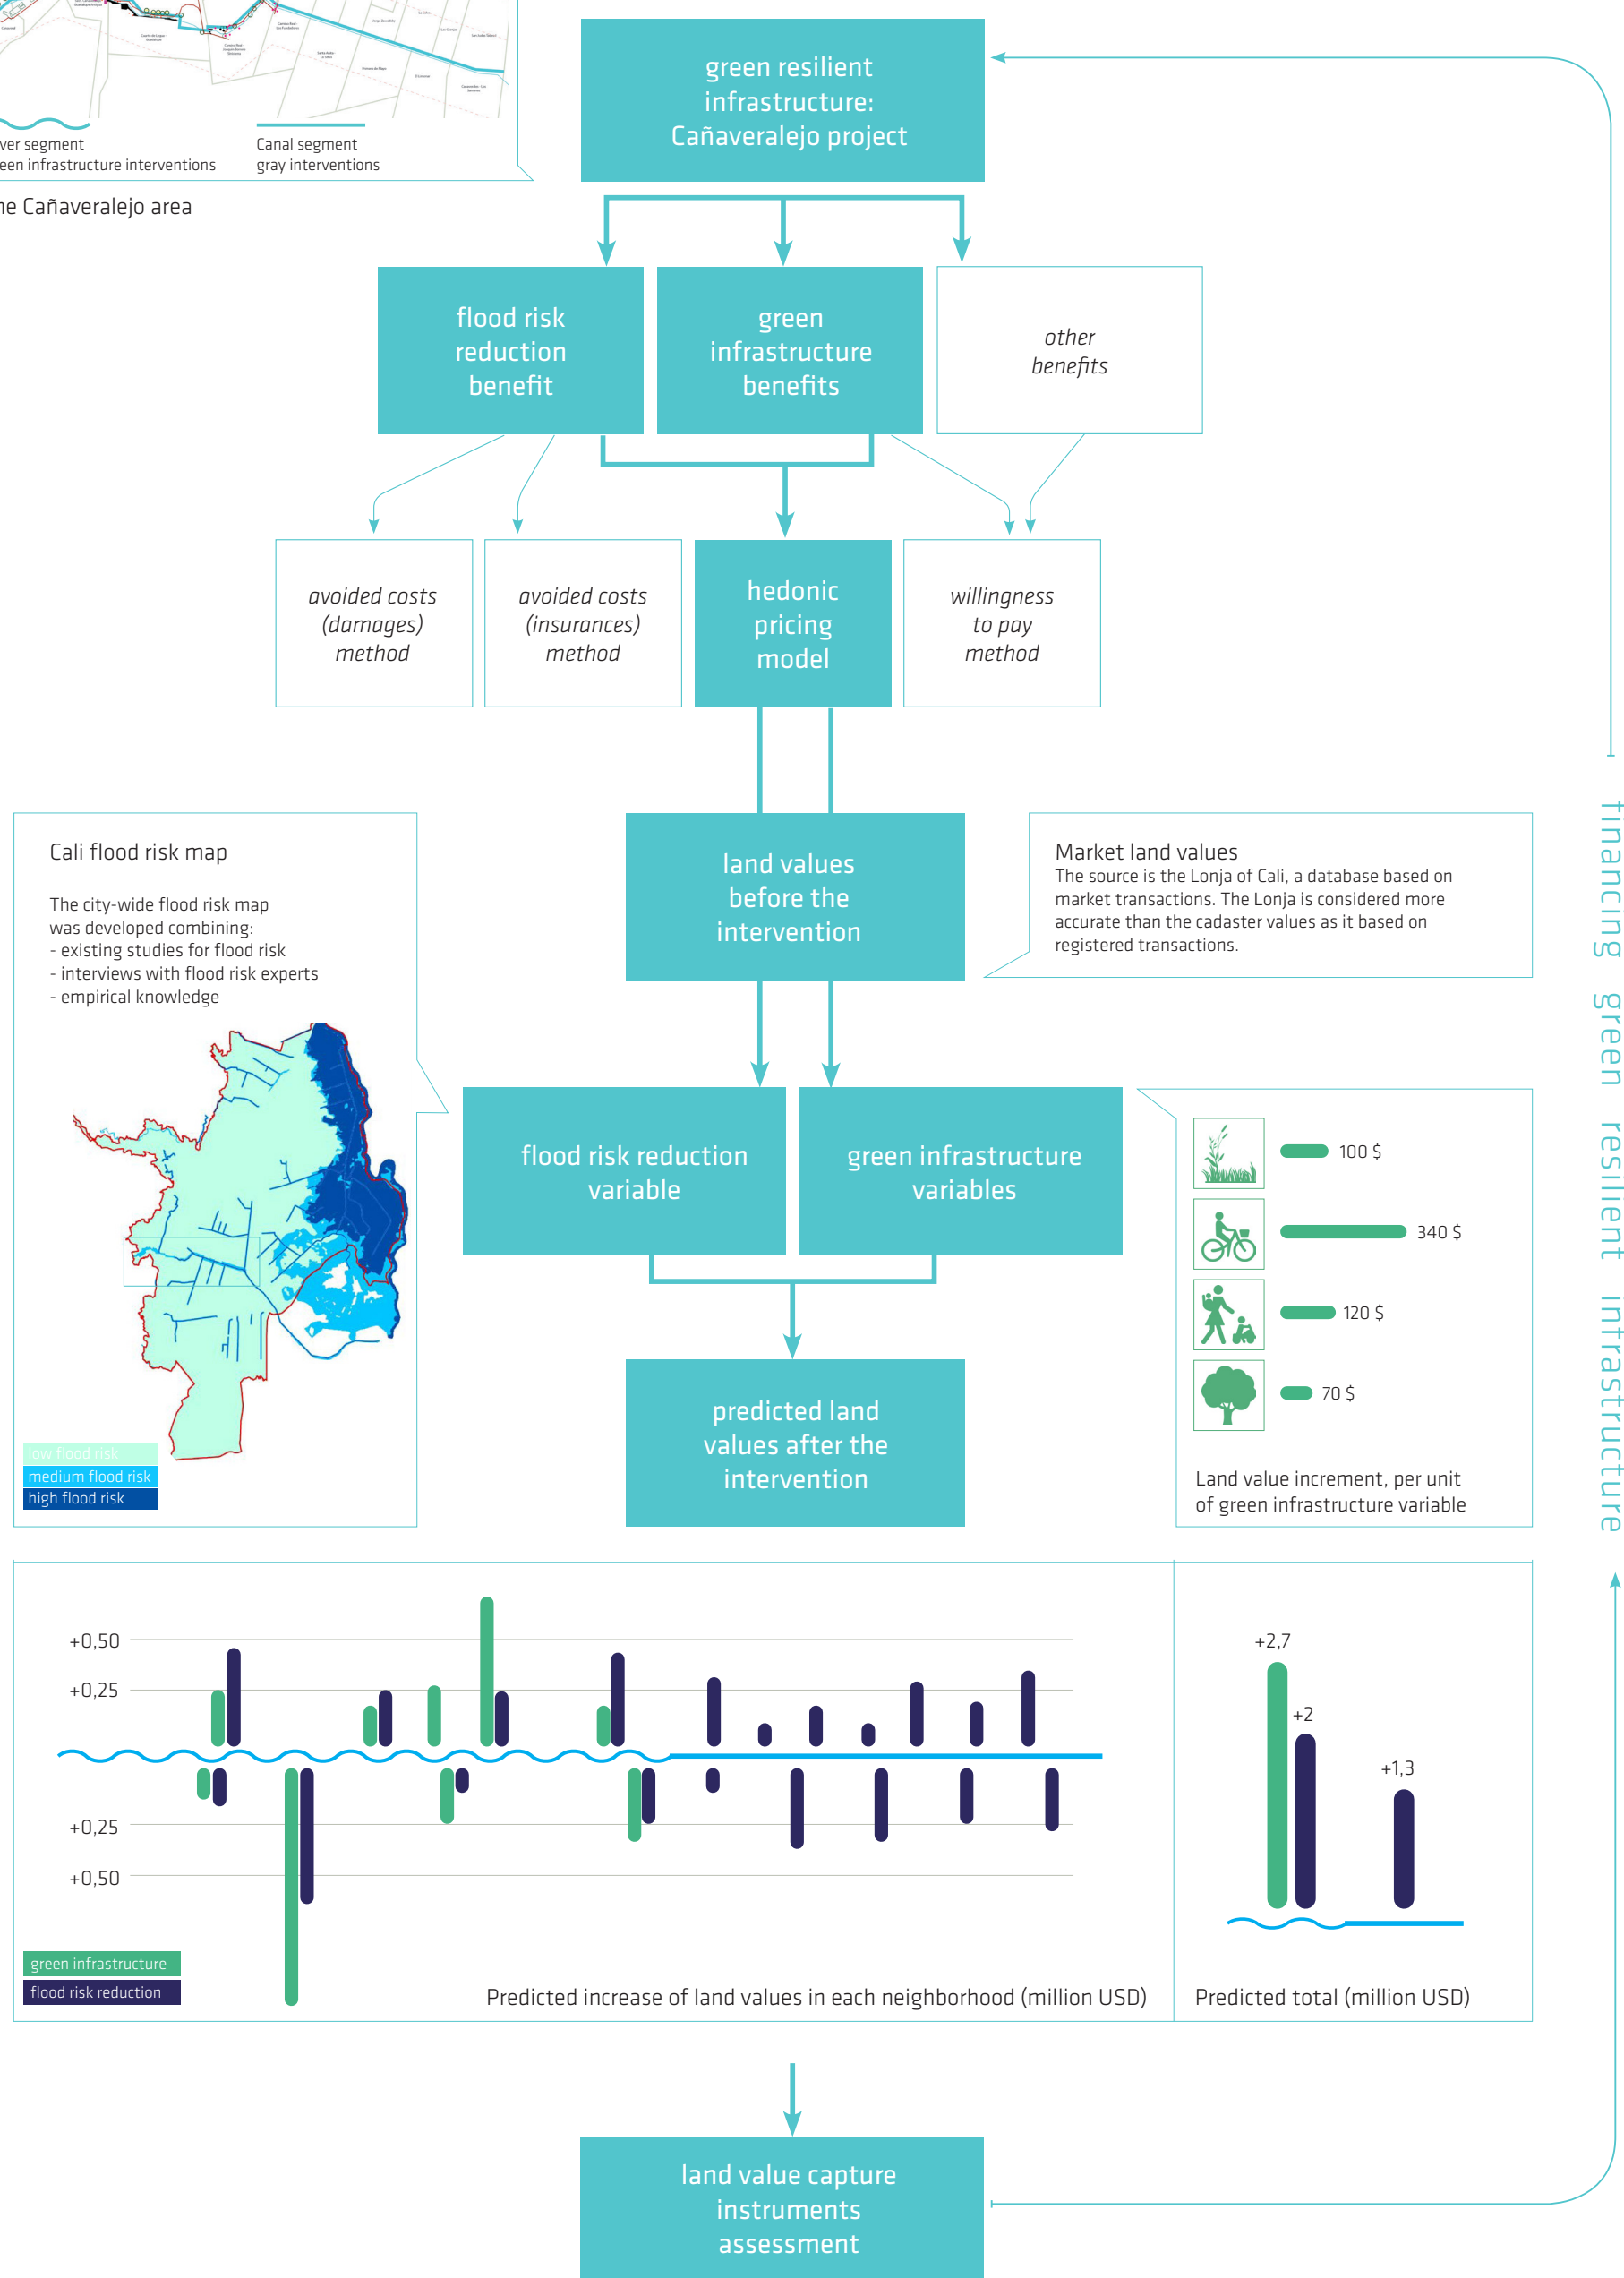 ver segment
een infrastructure interventions
Canal segment
gray interventions
ne Cañaveralejo area
green resilient
infrastructure:
Cañaveralejo project
flood risk
reduction
benefit
green
infrastructure
benefits
other
benefits
avoided costs
(damages)
method
avoided costs
(insurances)
method
hedonic
pricing
model
willingness
to pay
method
land values
before the
intervention
Market land values
The source is the Lonja of Cali, a database based on
market transactions. The Lonja is considered more
accurate than the cadaster values as it based on
registered transactions.
Cali flood risk map
The city-wide flood risk map
was developed combining:
- existing studies for flood risk
- interviews with flood risk experts
- empirical knowledge
low flood risk
medium flood risk
high flood risk
flood risk reduction
variable
green infrastructure
variables
100 $
340 $
120 $
70 $
Land value increment, per unit
of green infrastructure variable
predicted land
values after the
intervention
financing green resilient infrastructure
+0,50
+0,25
+0,25
+0,50
green infrastructure
flood risk reduction
Predicted increase of land values in each neighborhood (million USD)
+2,7
+2
+1,3
Predicted total (million USD)
land value capture
instruments
assessment